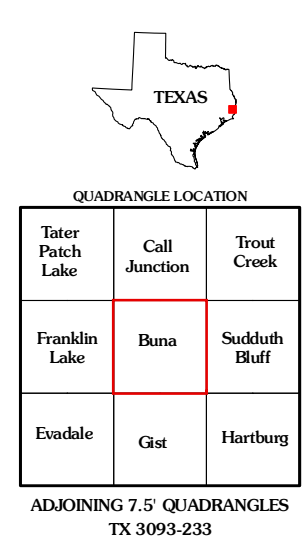 TEXAS
QUADRANGLE LOCATION
Tater
Patch
Lake
Call
Junction
Trout
Creek
Franklin
Lake
Buna
Sudduth
Bluff
Evadale
Gist
Hartburg
ADJOINING 7.5' QUADRANGLES
TX 3093-233